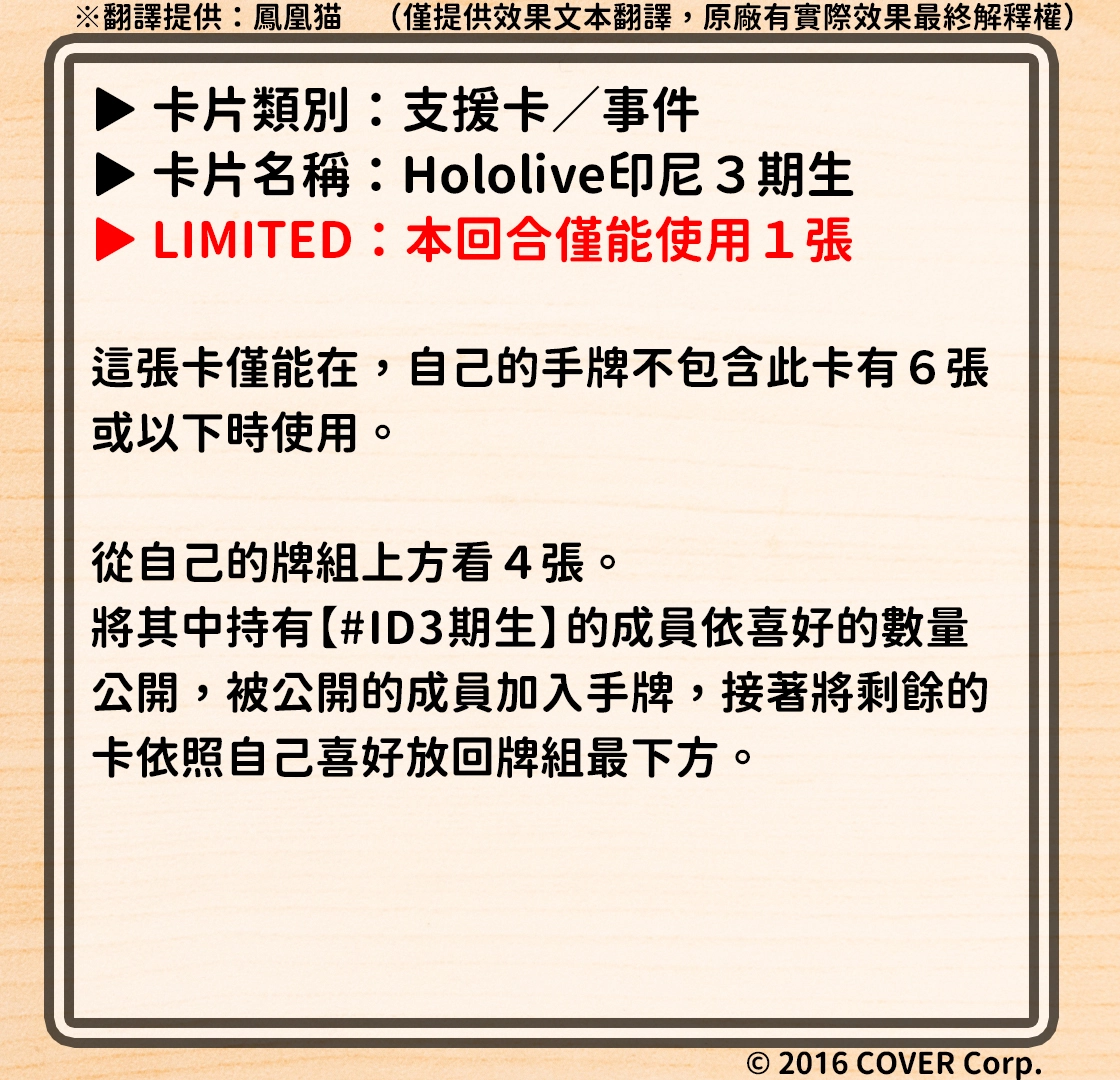 ※翻譯提供：鳳凰猫　（僅提供效果文本翻譯，原廠有實際效果最終解釋權）
▶ 卡片類別：支援卡／事件
▶ 卡片名稱：Hololive印尼３期生
▶ LIMITED：本回合僅能使用１張
這張卡僅能在，自己的手牌不包含此卡有６張
或以下時使用。
從自己的牌組上方看４張。
將其中持有【#ID3期生】的成員依喜好的數量
公開，被公開的成員加入手牌，接著將剩餘的
卡依照自己喜好放回牌組最下方。
© 2016 COVER Corp.